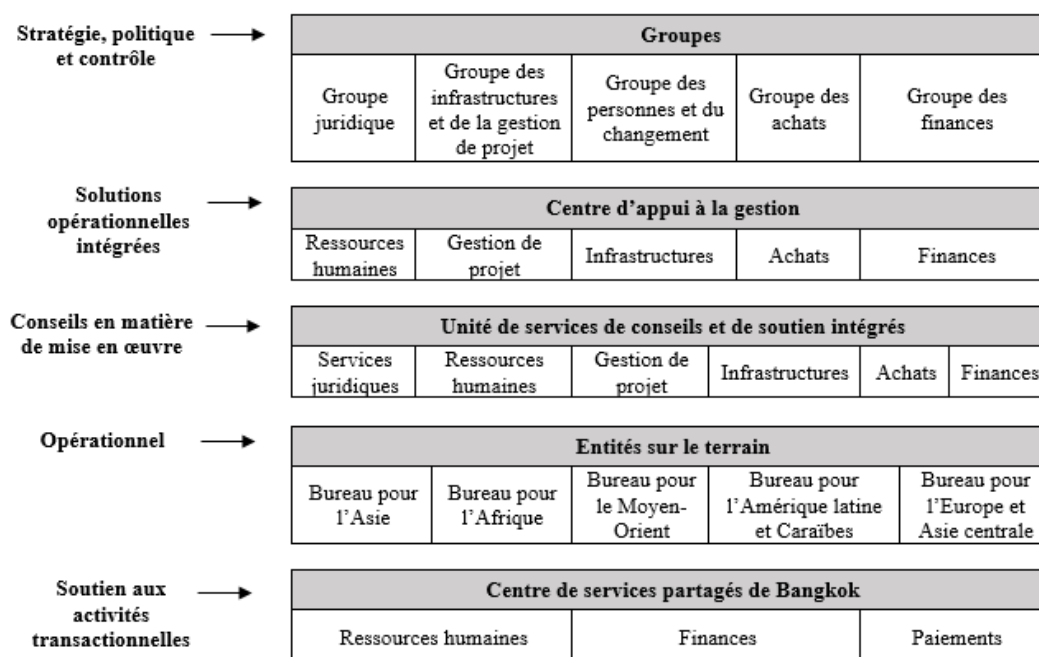 Stratégie, politique
et contrôle
Groupes
Groupe
juridique
Groupe des
infrastructures
et de la gestion
de projet
Groupe des
personnes et du
changement
Groupe des
achats
Groupe des
finances
Solutions
opérationnelles
intégrées
Centre d'appui à la gestion
Ressources
humaines
Gestion de
projet
Infrastructures
Achats
Finances
Conseils en matière
de mise en œuvre
Unité de services de conseils et de soutien intégrés
Services
juridiques
Ressources
humaines
Gestion de
projet
Infrastructures
Achats
Finances
Opérationnel
Entités sur le terrain
Bureau pour
l'Asie
Bureau pour
l'Afrique
Bureau pour
le Moyen-
Orient
Bureau pour
l'Amérique latine
et Caraïbes
Bureau pour
l'Europe et
Asie centrale
Soutien aux
activités
transactionnelles
Centre de services partagés de Bangkok
Ressources humaines
Finances
Paiements